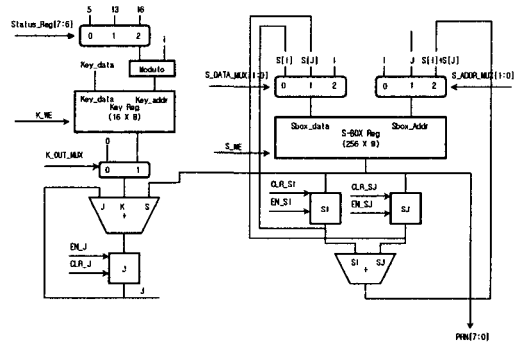 5 13 16
Status_Reg[7:6]
0 1 2
i
Key_data
Modulo
Key_data Key_addr
Key Reg
(16 X 8)
K_WE
0
K_OUT_MUX
0 1
J K S
+
EN_J
CLR_J
J
J
S[i] S[J] i
S_DATA_MUX[1:0]
0 1 2
i J S[i]+S[J]
S_ADDR_MUX[1:0]
0 1 2
Sbox_data Sbox_Addr
S-BOX Reg
(256 X 8)
S_WE
CLR_Si
EN_Si
Si
CLR_SJ
EN_SJ
SJ
Si SJ
+
PRN[7:0]